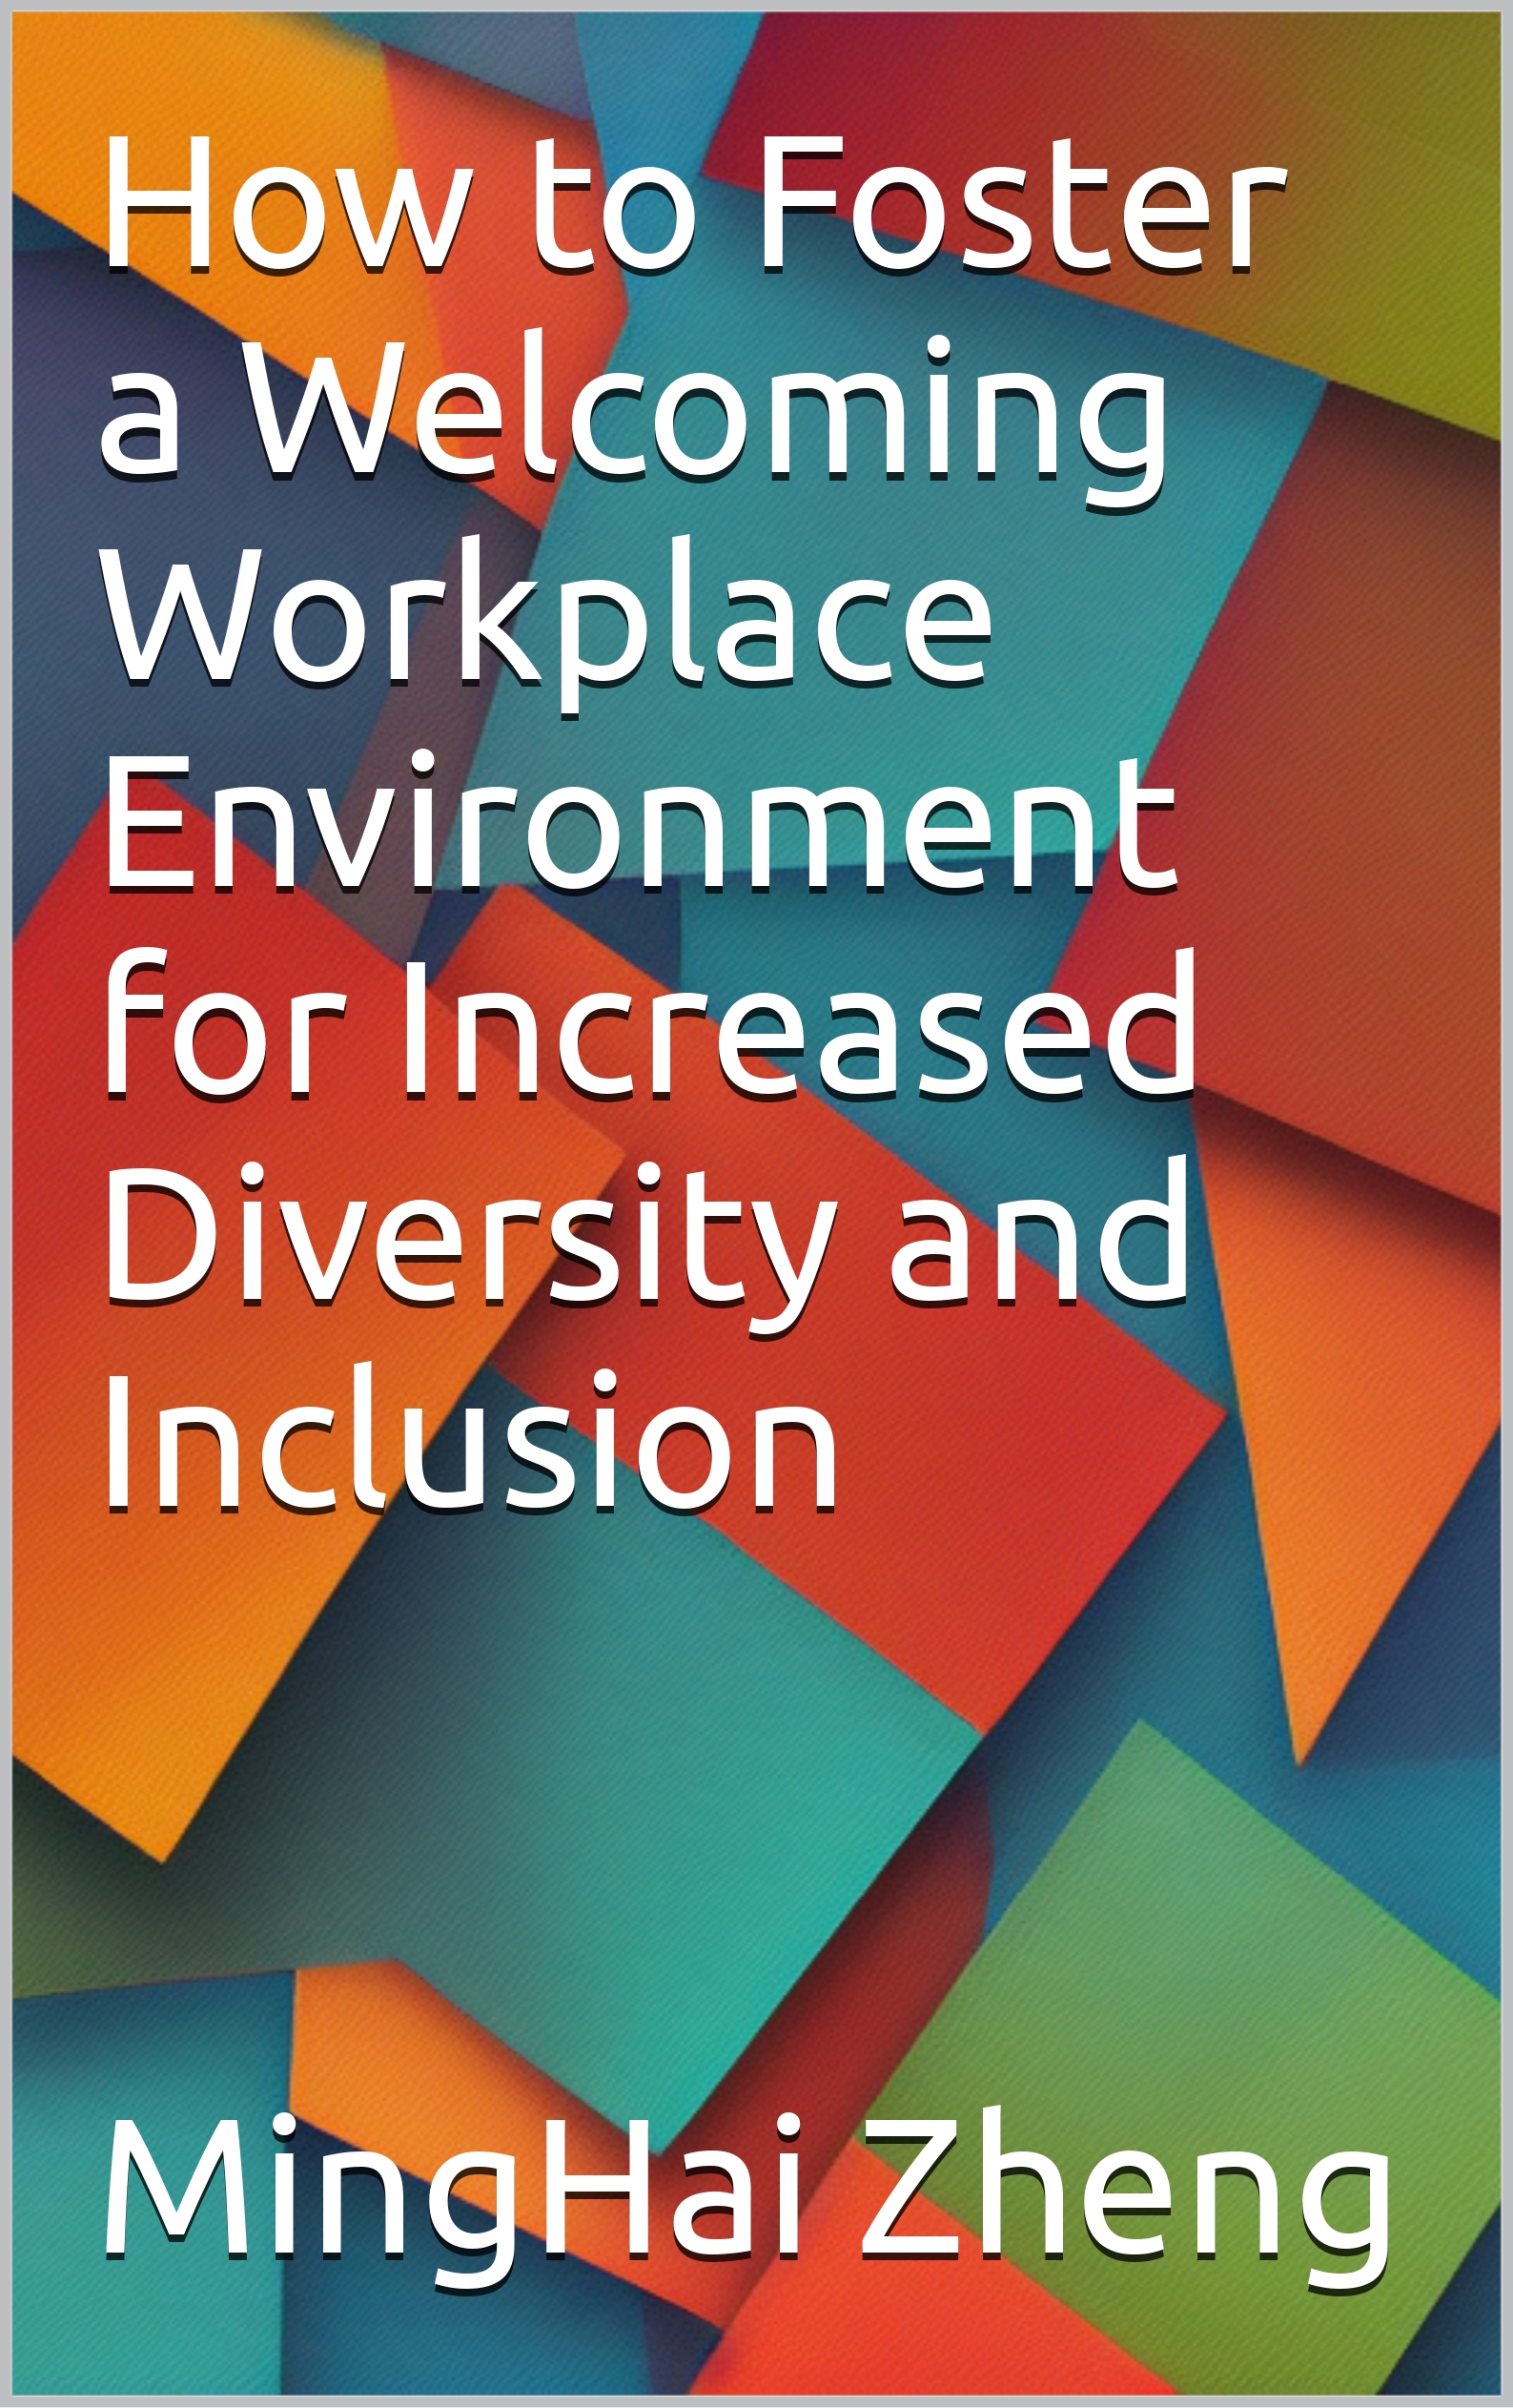 How to Foster
a Welcoming
Workplace
Environment
for Increased
Diversity and
Inclusion
MingHai Zheng